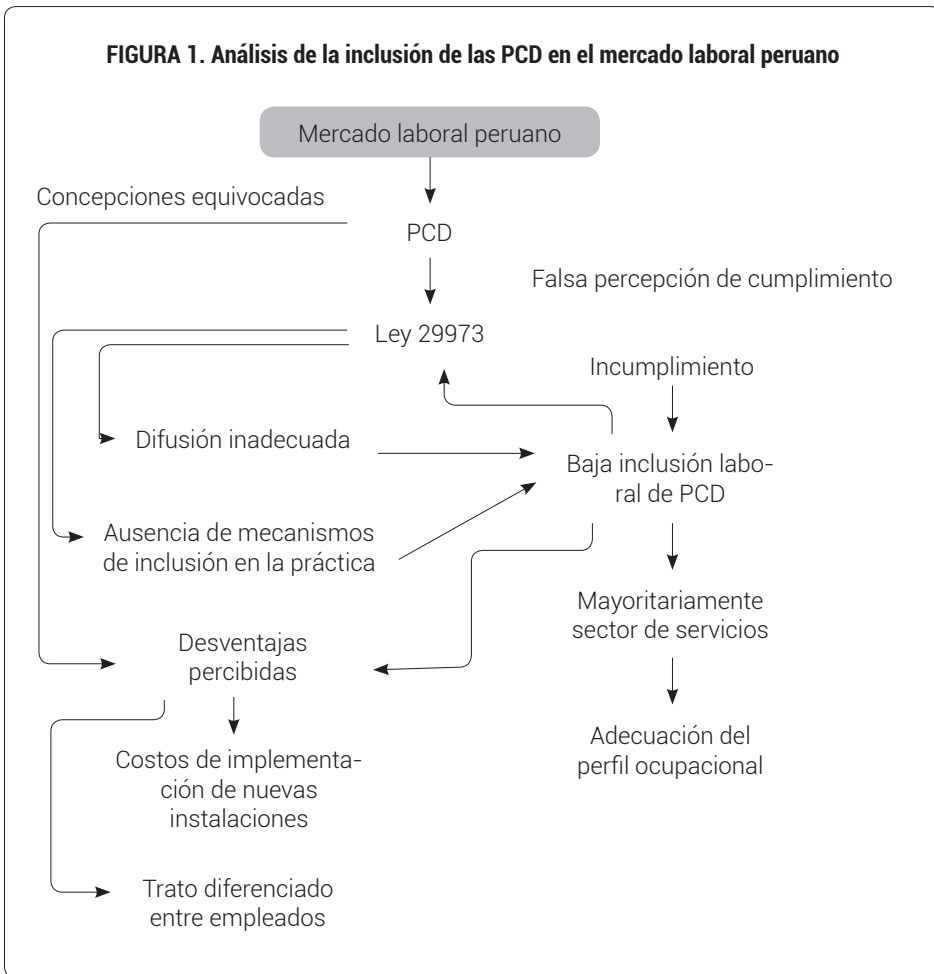 FIGURA 1. Análisis de la inclusión de las PCD en el mercado laboral peruano
Mercado laboral peruano
Concepciones equivocadas
PCD
Falsa percepción de cumplimiento
Ley 29973
Incumplimiento
Difusión inadecuada
Baja inclusión labo-
ral de PCD
Ausencia de mecanismos
de inclusión en la práctica
Mayoritariamente
sector de servicios
Desventajas
percibidas
Adecuación del
perfil ocupacional
Costos de implementa-
ción de nuevas
instalaciones
Trato diferenciado
entre empleados